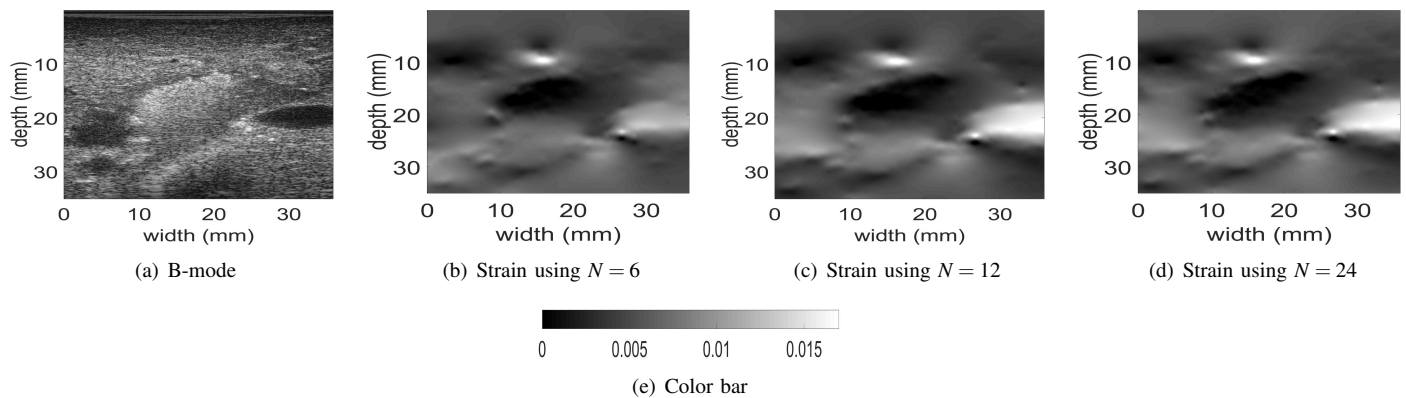 depth (mm)
10
20
30
0
10
20
30
width (mm)
(a) B-mode
depth (mm)
10
20
30
0
10
20
30
width (mm)
(b) Strain using N = 6
depth (mm)
10
20
30
0
10
20
30
width (mm)
(c) Strain using N = 12
depth (mm)
10
20
30
0
10
20
30
width (mm)
(d) Strain using N = 24
0
0.005
0.01
0.015
(e) Color bar